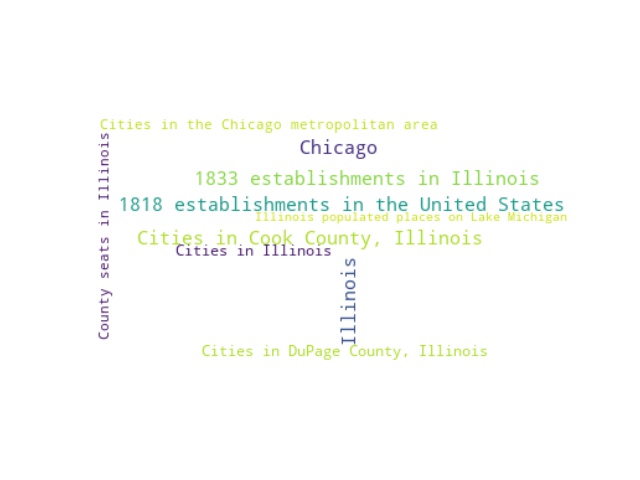 Cities in the Chicago metropolitan area
Chicago
1833 establishments in Illinois
1818 establishments in the United States
Illinois populated places on Lake Michigan
Cities in Cook County, Illinois
Cities in Illinois
County seats in Illinois
Illinois
Cities in DuPage County, Illinois